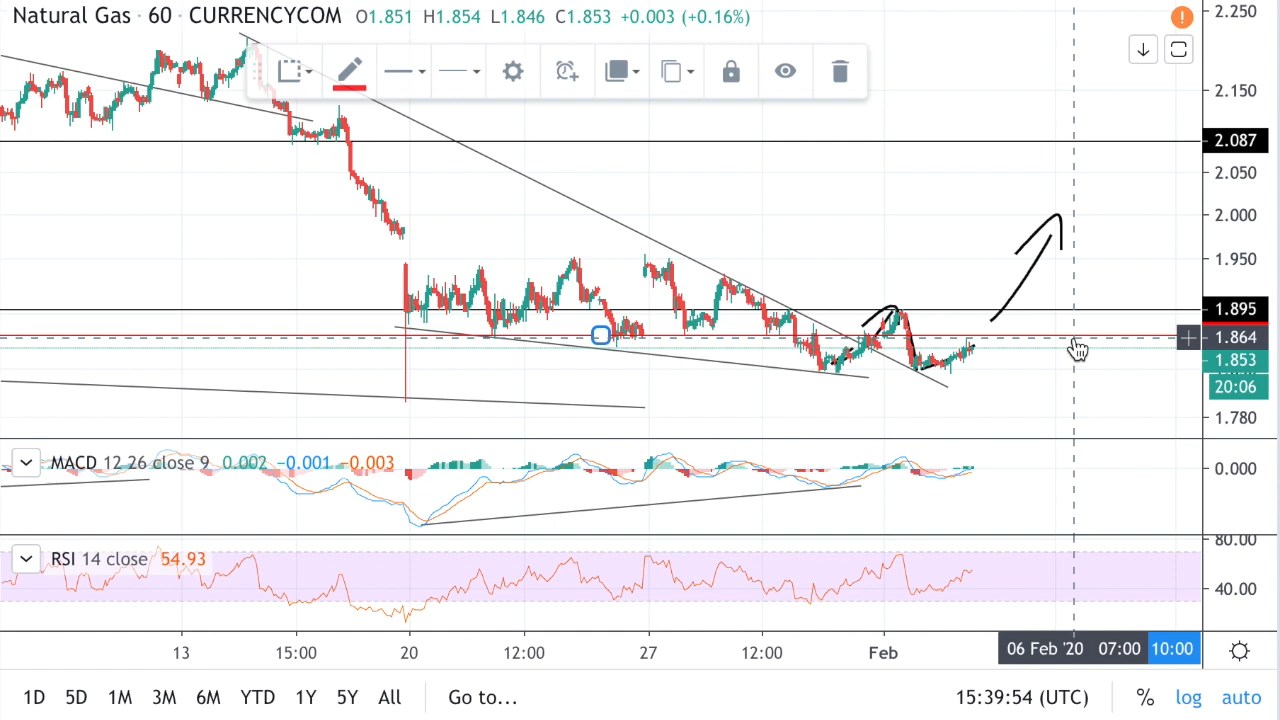 Natural Gas · 60 · CURRENCYCOM O1.851 H1.854 L1.846 C1.853 +0.003 (+0.16%)
2.250
2.150
2.087
2.050
2.000
1.950
1.895
1.864
1.853
20:06
1.780
MACD 12 26 close 9 0.002 −0.001 −0.003
0.000
80.00
RSI 14 close 54.93
40.00
13 15:00 20 12:00 27 12:00 Feb 06 Feb '20 07:00 10:00
1D 5D 1M 3M 6M YTD 1Y 5Y All Go to... 15:39:54 (UTC) % log auto